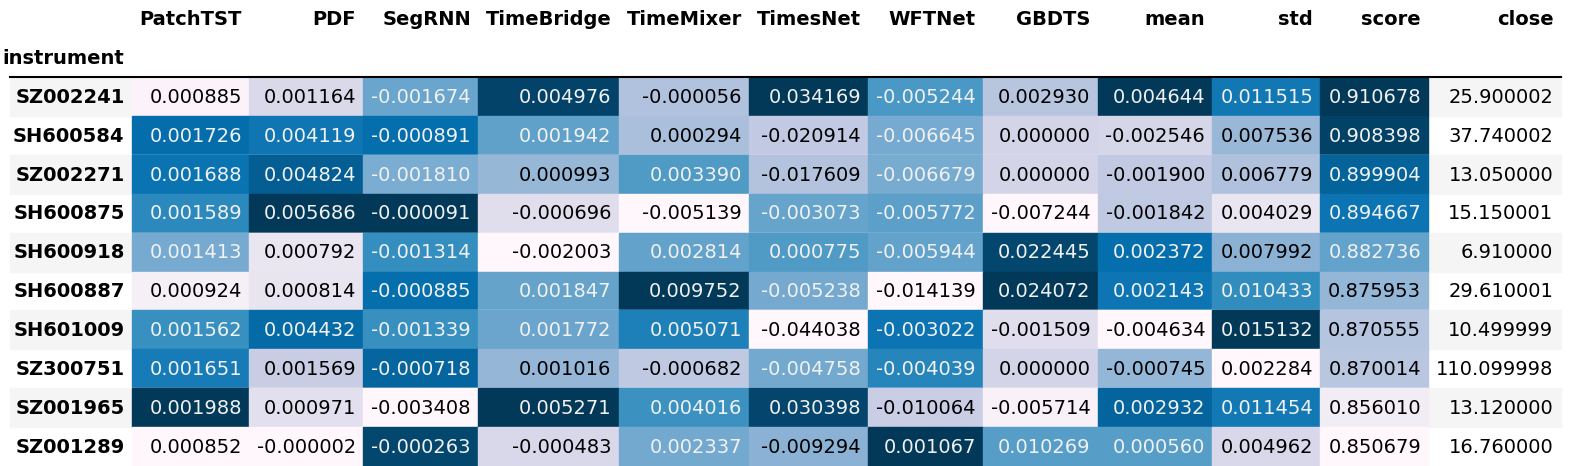 PatchTST PDF SegRNN TimeBridge TimeMixer TimesNet WFTNet GBDTS mean std score close
instrument
SZ002241 0.000885 0.001164 -0.001674 0.004976 -0.000056 0.034169 -0.005244 0.002930 0.004644 0.011515 0.910678 25.900002
SH600584 0.001726 0.004119 -0.000891 0.001942 0.000294 -0.020914 -0.006645 0.000000 -0.002546 0.007536 0.908398 37.740002
SZ002271 0.001688 0.004824 -0.001810 0.000993 0.003390 -0.017609 -0.006679 0.000000 -0.001900 0.006779 0.899904 13.050000
SH600875 0.001589 0.005686 -0.000091 -0.000696 -0.005139 -0.003073 -0.005772 -0.007244 -0.001842 0.004029 0.894667 15.150001
SH600918 0.001413 0.000792 -0.001314 -0.002003 0.002814 0.000775 -0.005944 0.022445 0.002372 0.007992 0.882736 6.910000
SH600887 0.000924 0.000814 -0.000885 0.001847 0.009752 -0.005238 -0.014139 0.024072 0.002143 0.010433 0.875953 29.610001
SH601009 0.001562 0.004432 -0.001339 0.001772 0.005071 -0.044038 -0.003022 -0.001509 -0.004634 0.015132 0.870555 10.499999
SZ300751 0.001651 0.001569 -0.000718 0.001016 -0.000682 -0.004758 -0.004039 0.000000 -0.000745 0.002284 0.870014 110.099998
SZ001965 0.001988 0.000971 -0.003408 0.005271 0.004016 0.030398 -0.010064 -0.005714 0.002932 0.011454 0.856010 13.120000
SZ001289 0.000852 -0.000002 -0.000263 -0.000483 0.002337 -0.009294 0.001067 0.010269 0.000560 0.004962 0.850679 16.760000